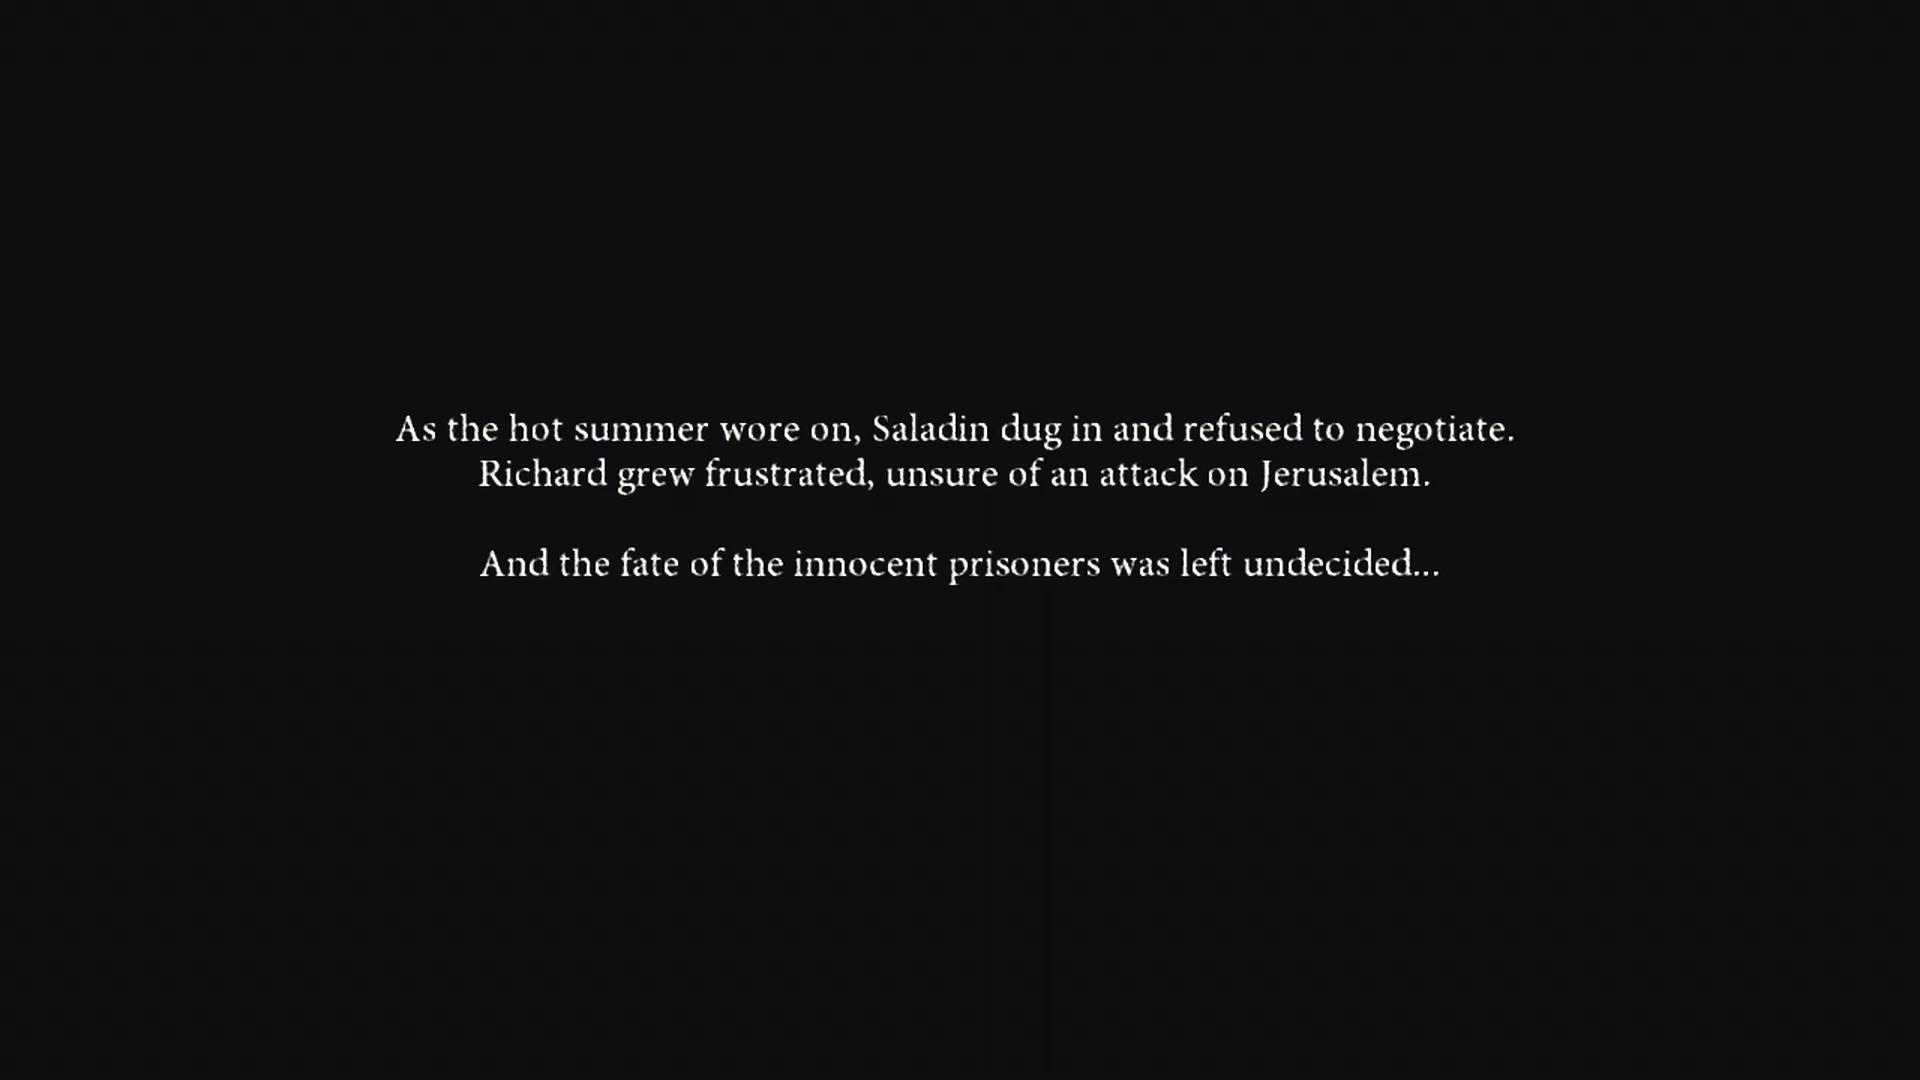 As the hot summer wore on, Saladin dug in and refused to negotiate.
Richard grew frustrated, unsure of an attack on Jerusalem.
And the fate of the innocent prisoners was left undecided...